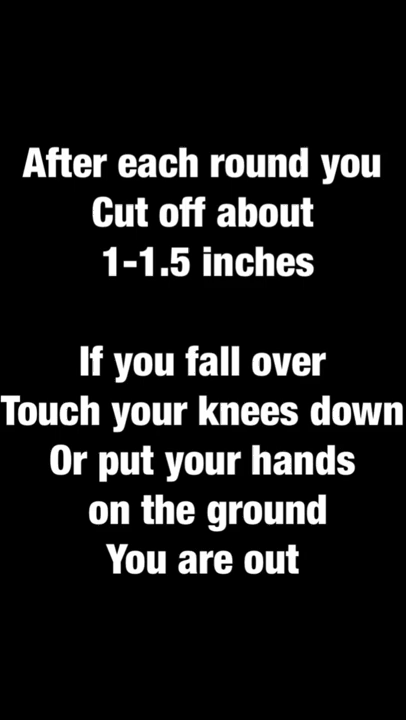 After each round you
Cut off about
1-1.5 inches
If you fall over
Touch your knees down
Or put your hands
on the ground
You are out